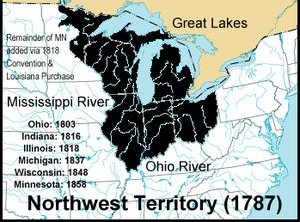 Great Lakes
Remainder of MN
added via 1818
Convention &
Louisiana Purchase
Mississippi River
Ohio: 1803
Indiana: 1816
Illinois: 1818
Michigan: 1837
Wisconsin: 1848
Minnesota: 1858
Ohio River
Northwest Territory (1787)